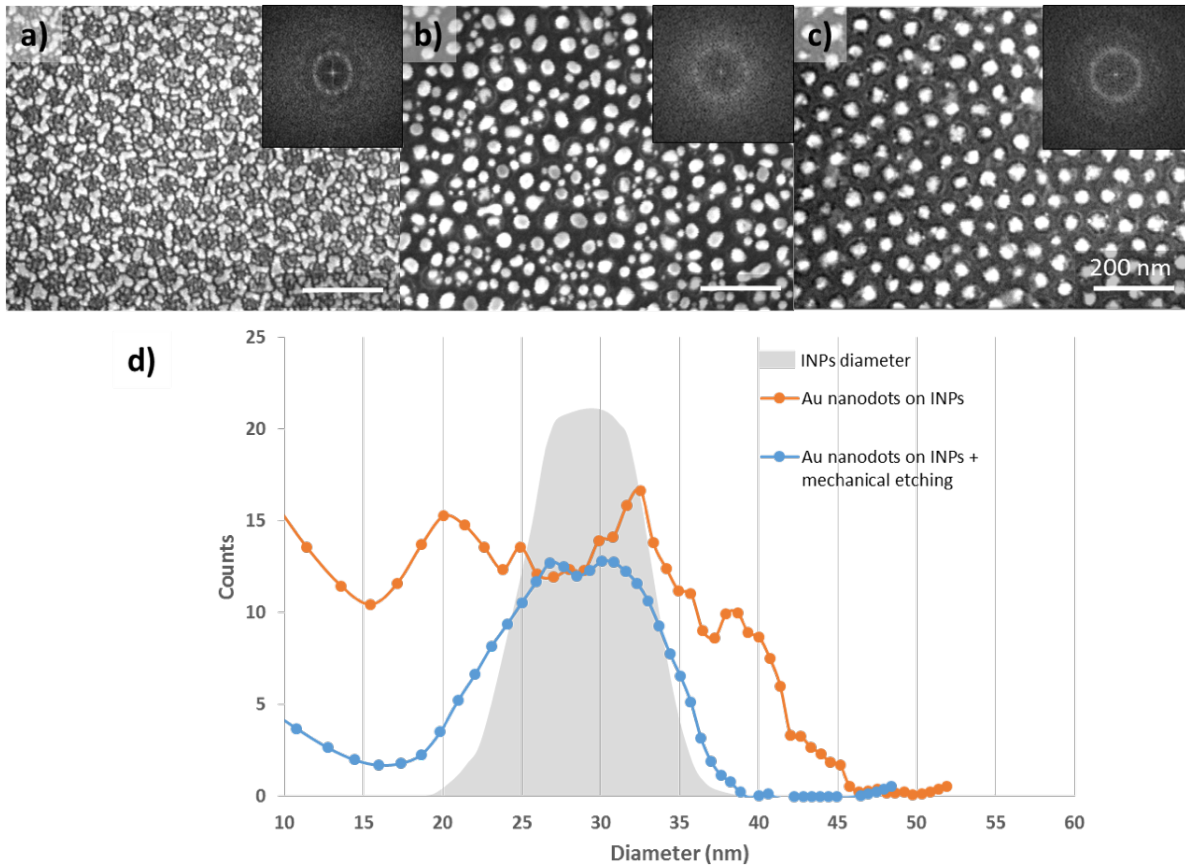 a)
b)
c)
200 nm
d)
INPs diameter
Au nanodots on INPs
Au nanodots on INPs +
mechanical etching
Counts
25
20
15
10
5
0
10 15 20 25 30 35 40 45 50 55 60
Diameter (nm)